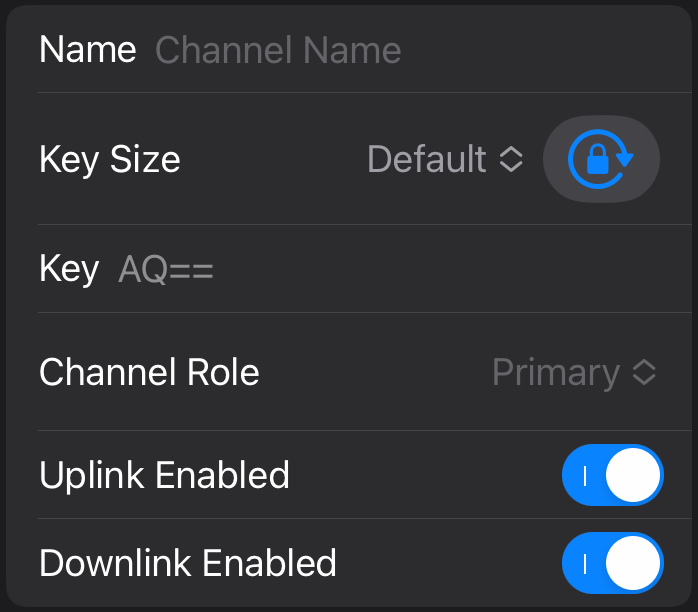 Name Channel Name
Key Size Default
Key AQ==
Channel Role Primary
Uplink Enabled
Downlink Enabled